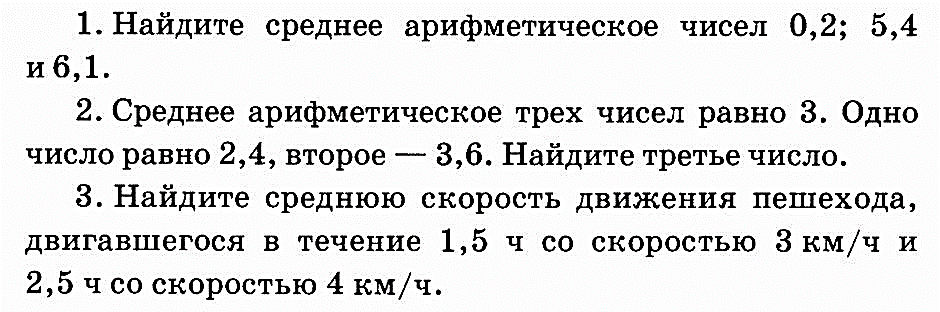 1. Найдите среднее арифметическое чисел 0,2; 5,4
и 6,1.
2. Среднее арифметическое трех чисел равно 3. Одно
число равно 2,4, второе — 3,6. Найдите третье число.
3. Найдите среднюю скорость движения пешехода,
двигавшегося в течение 1,5 ч со скоростью 3 км/ч и
2,5 ч со скоростью 4 км/ч.